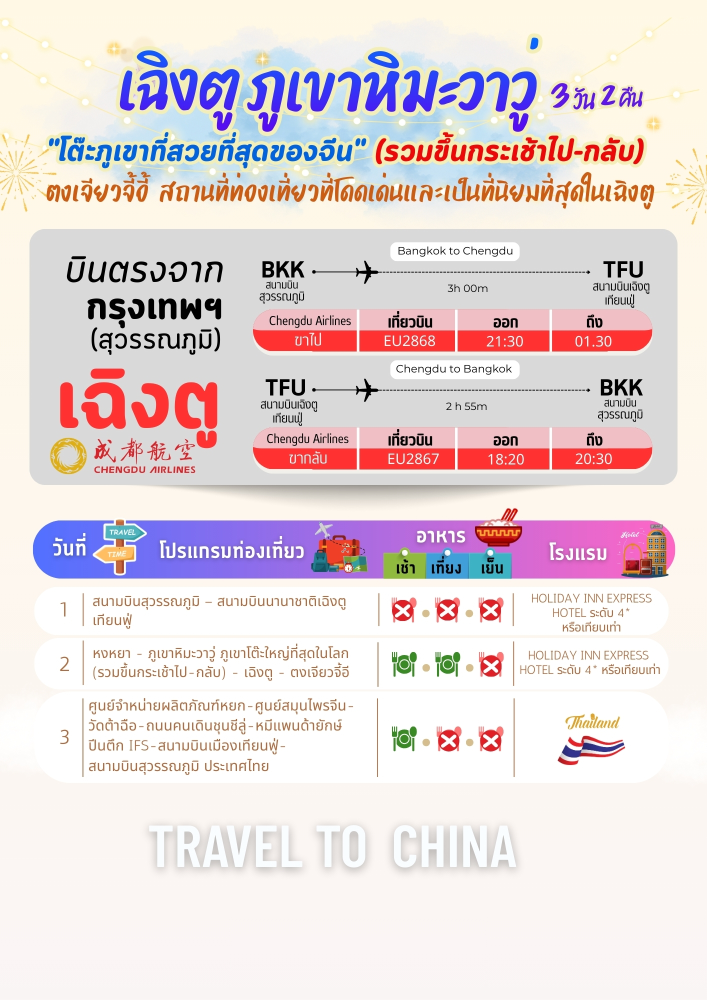 เฉิงตู ภูเขาหิมะวาวู่ 3 วัน 2 คืน
"โต๊ะภูเขาที่สวยที่สุดของจีน" (รวมขึ้นกระเช้าไป-กลับ)
ตงเจียวจี้อี้ สถานที่ท่องเที่ยวที่โดดเด่นและเป็นที่นิยมที่สุดในเฉิงตู
บินตรงจาก
กรุงเทพฯ
(สุวรรณภูมิ)
เฉิงตู
成都航空
CHENGDU AIRLINES
Bangkok to Chengdu
BKK
สนามบิน
สุวรรณภูมิ
3h 00m
TFU
สนามบินเฉิงตู
เทียนฟู่
Chengdu Airlines เที่ยวบิน ออก ถึง
ขาไป EU2868 21:30 01.30
Chengdu to Bangkok
TFU
สนามบินเฉิงตู
เทียนฟู่
2 h 55m
BKK
สนามบิน
สุวรรณภูมิ
Chengdu Airlines เที่ยวบิน ออก ถึง
ขากลับ EU2867 18:20 20:30
วันที่
TRAVEL
TIME
โปรแกรมท่องเที่ยว
อาหาร
เช้า เที่ยง เย็น
โรงแรม
Hotel
Hotel
1
สนามบินสุวรรณภูมิ – สนามบินนานาชาติเฉิงตู
เทียนฟู่
HOLIDAY INN EXPRESS
HOTEL ระดับ 4*
หรือเทียบเท่า
2
หงหยา - ภูเขาหิมะวาวู่ ภูเขาโต๊ะใหญ่ที่สุดในโลก
(รวมขึ้นกระเช้าไป-กลับ) - เฉิงตู - ตงเจียวจี้อี
HOLIDAY INN EXPRESS
HOTEL ระดับ 4* หรือเทียบเท่า
3
ศูนย์จำหน่ายผลิตภัณฑ์หยก-ศูนย์สมุนไพรจีน-
วัดต้าฉือ-ถนนคนเดินชุนซีลู่-หมีแพนด้ายักษ์
ปีนตึก IFS-สนามบินเมืองเทียนฟู่-
สนามบินสุวรรณภูมิ ประเทศไทย
Thailand
TRAVEL TO CHINA